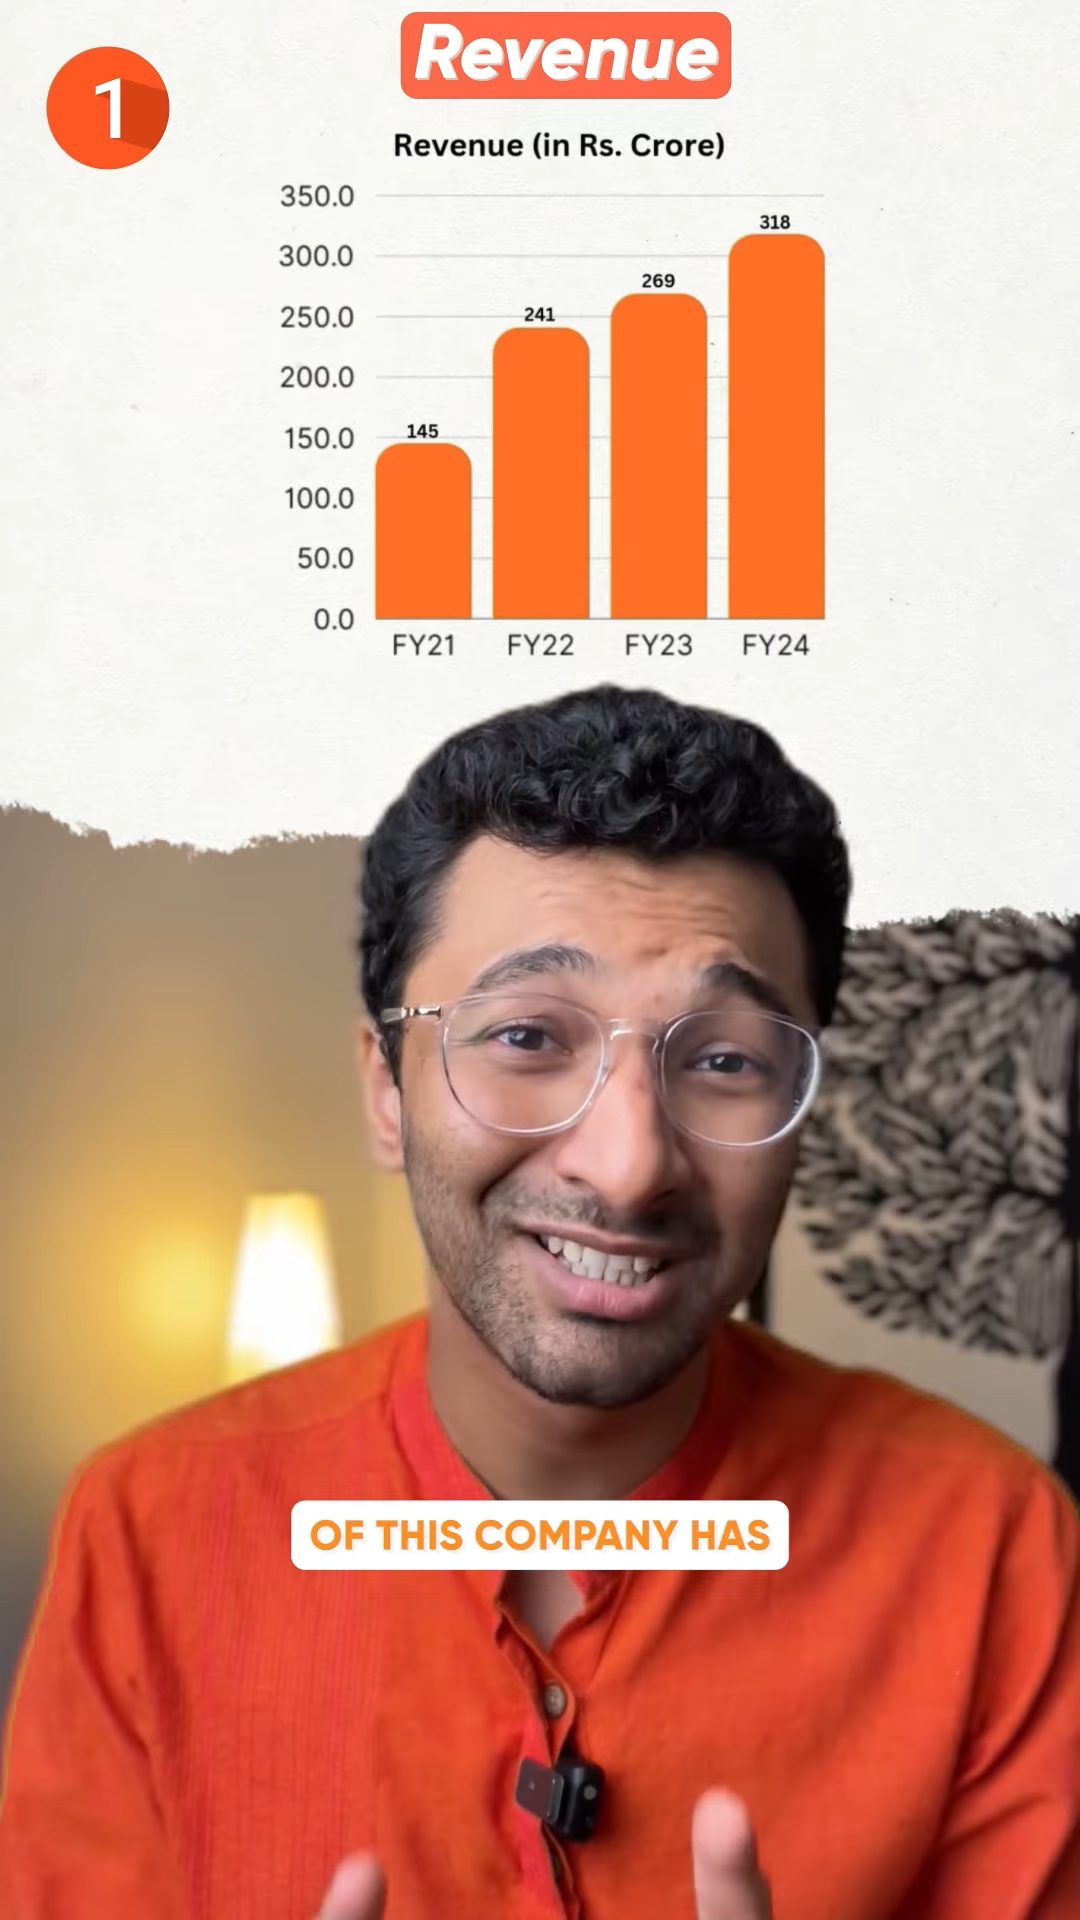 1
Revenue
Revenue (in Rs. Crore)
350.0
300.0
250.0
200.0
150.0
100.0
50.0
0.0
145
241
269
318
FY21
FY22
FY23
FY24
OF THIS COMPANY HAS